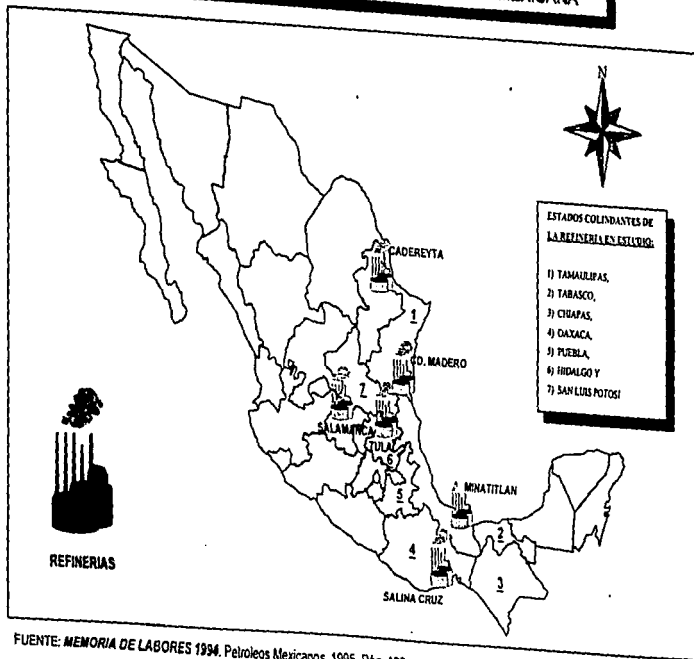 MEXICANA
N
ESTADOS COLINDANTES DE
LA REFINERIA EN ESTUDIO:
1) TAMAULIPAS,
2) TABASCO,
3) CHIAPAS,
4) OAXACA,
5) PUEBLA,
6) HIDALGO Y
7) SAN LUIS POTOSI
CADEREYTA
1
CD. MADERO
7
SALAMANCA
TULA
6
5
MINATITLAN
2
4
3
SALINA CRUZ
REFINERIAS
FUENTE: MEMORIA DE LABORES 1994, Petroleos Mexicanos, 1995,